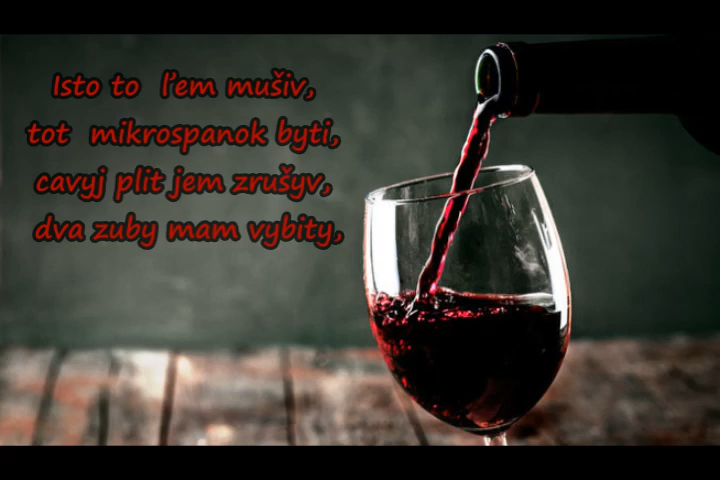 Isto to ľem mušiv,
tot mikrospanok byti,
cavyj plit jem zrušyv,
dva zuby mam vybity,